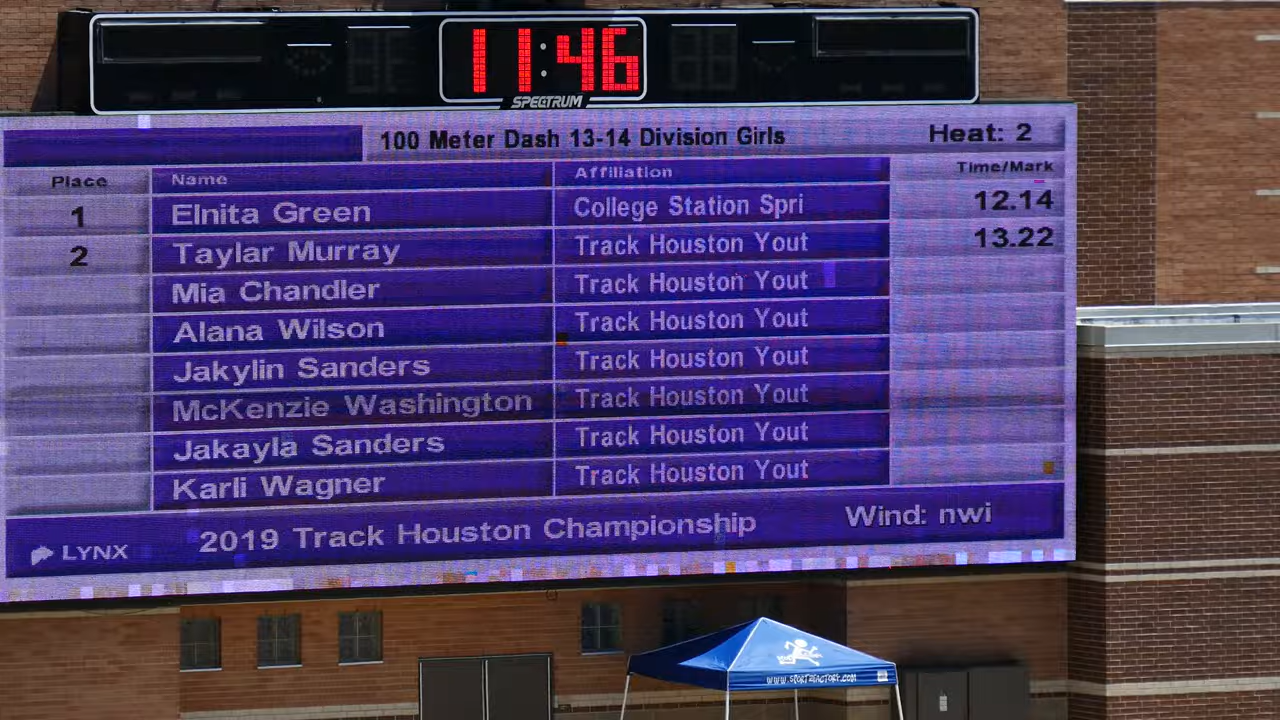 11:46
SPECTRUM
100 Meter Dash 13-14 Division Girls Heat: 2
Place Name Affiliation Time/Mark
1 Elnita Green College Station Spri 12.14
2 Taylar Murray Track Houston Yout 13.22
Mia Chandler Track Houston Yout
Alana Wilson Track Houston Yout
Jakylin Sanders Track Houston Yout
McKenzie Washington Track Houston Yout
Jakayla Sanders Track Houston Yout
Karli Wagner Track Houston Yout
LYNX 2019 Track Houston Championship Wind: nwi